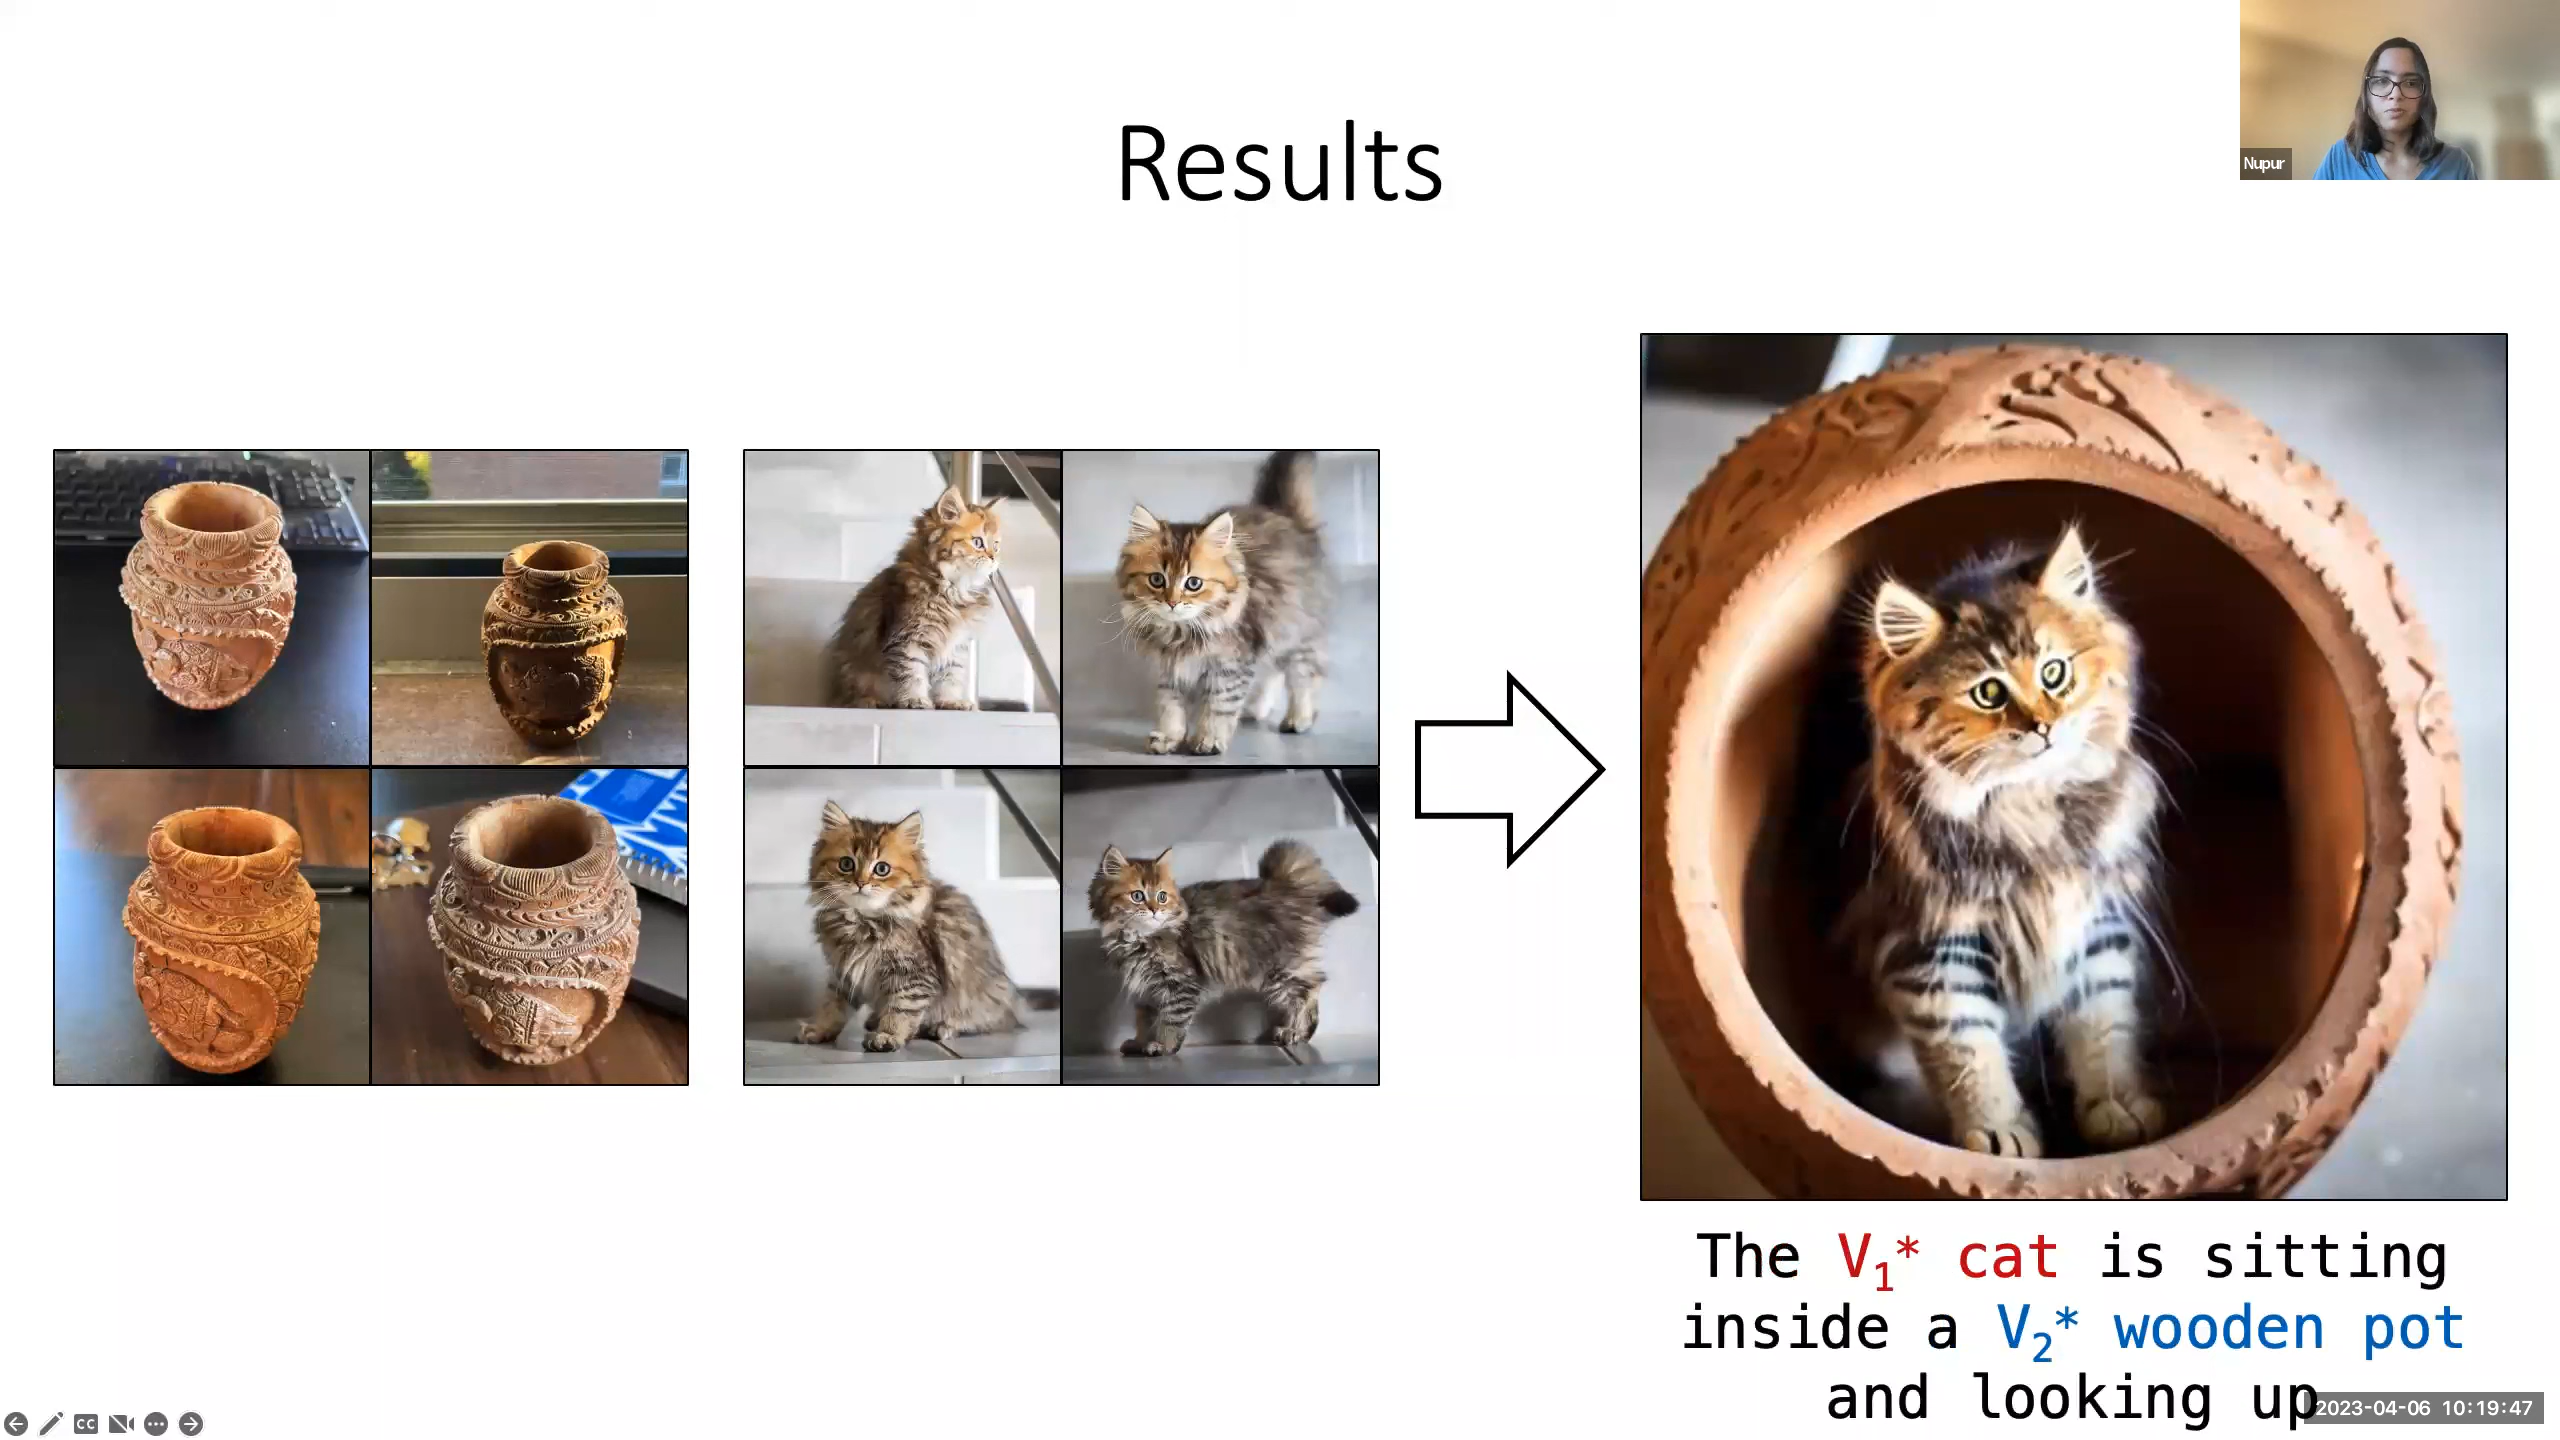 Results
Nupur
The V₁* cat is sitting
inside a V₂* wooden pot
and looking up
2023-04-06 10:19:47
CC